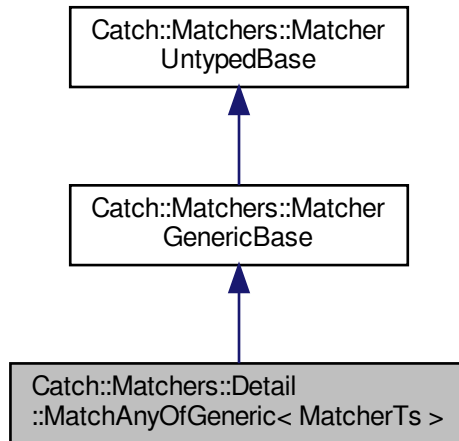 Catch::Matchers::Matcher
UntypedBase
Catch::Matchers::Matcher
GenericBase
Catch::Matchers::Detail
::MatchAnyOfGeneric< MatcherTs >